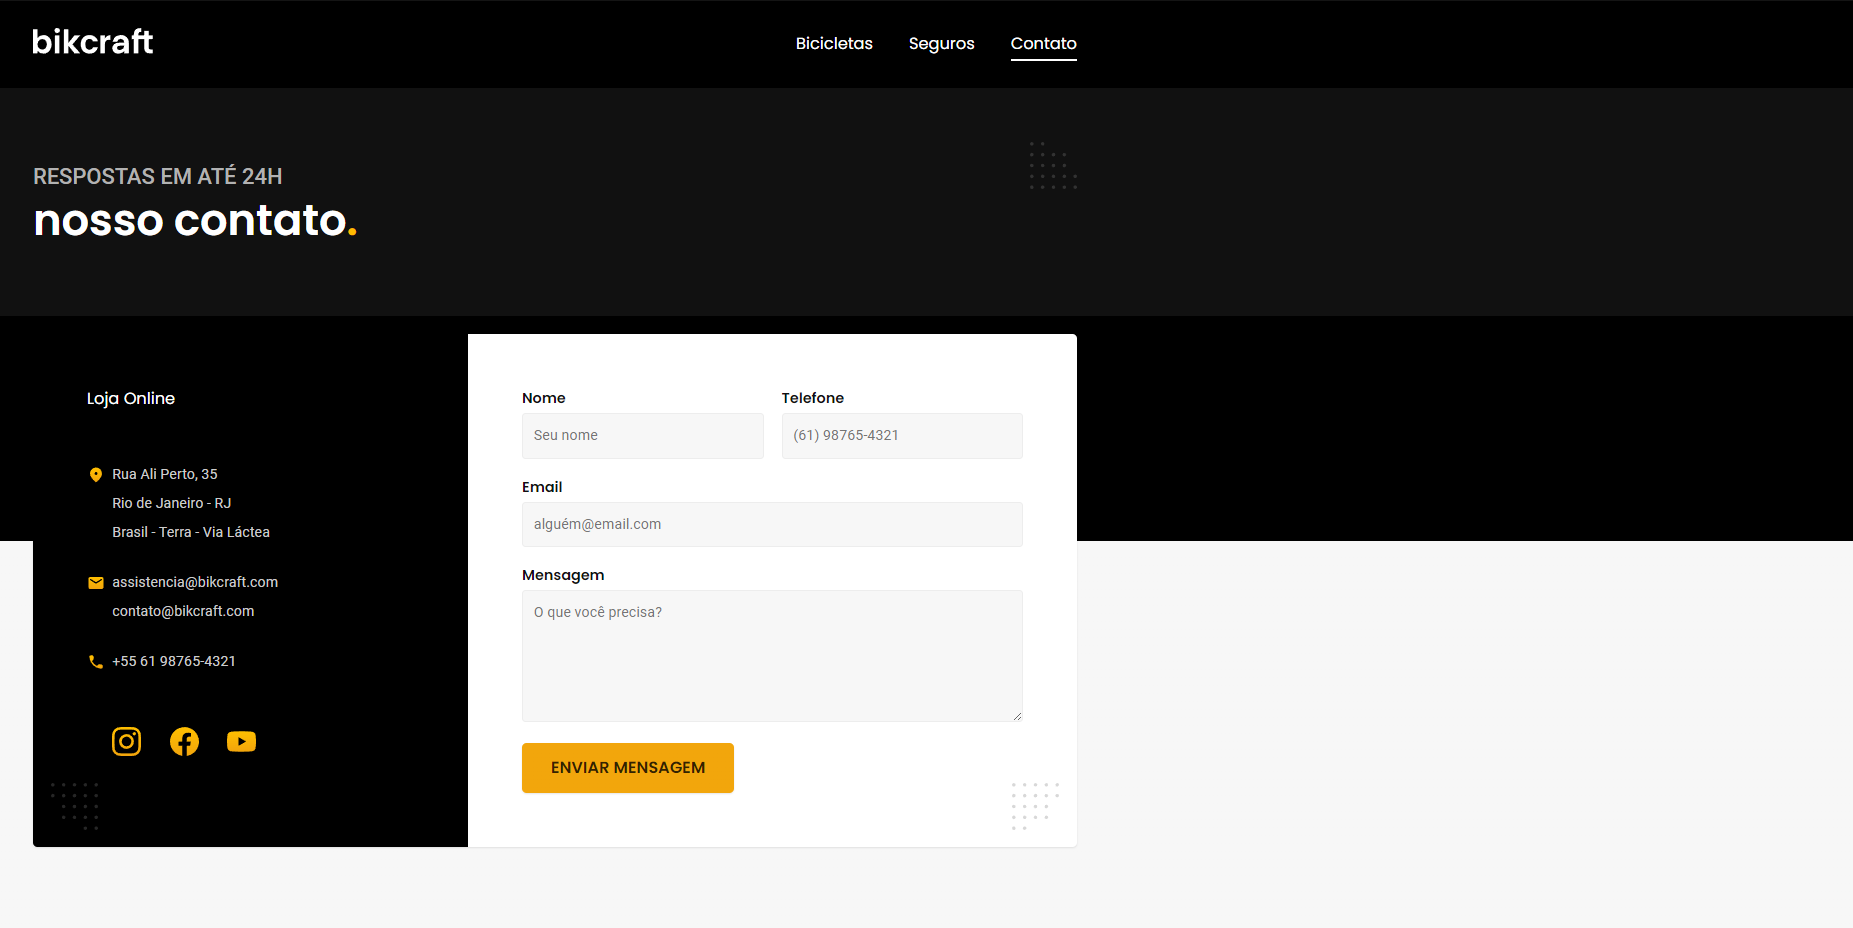 bikcraft
Bicicletas
Seguros
Contato
RESPOSTAS EM ATÉ 24H
nosso contato.
Loja Online
Rua Ali Perto, 35
Rio de Janeiro - RJ
Brasil - Terra - Via Láctea
assistencia@bikcraft.com
contato@bikcraft.com
+55 61 98765-4321
Nome
Seu nome
Telefone
(61) 98765-4321
Email
alguém@email.com
Mensagem
O que você precisa?
ENVIAR MENSAGEM